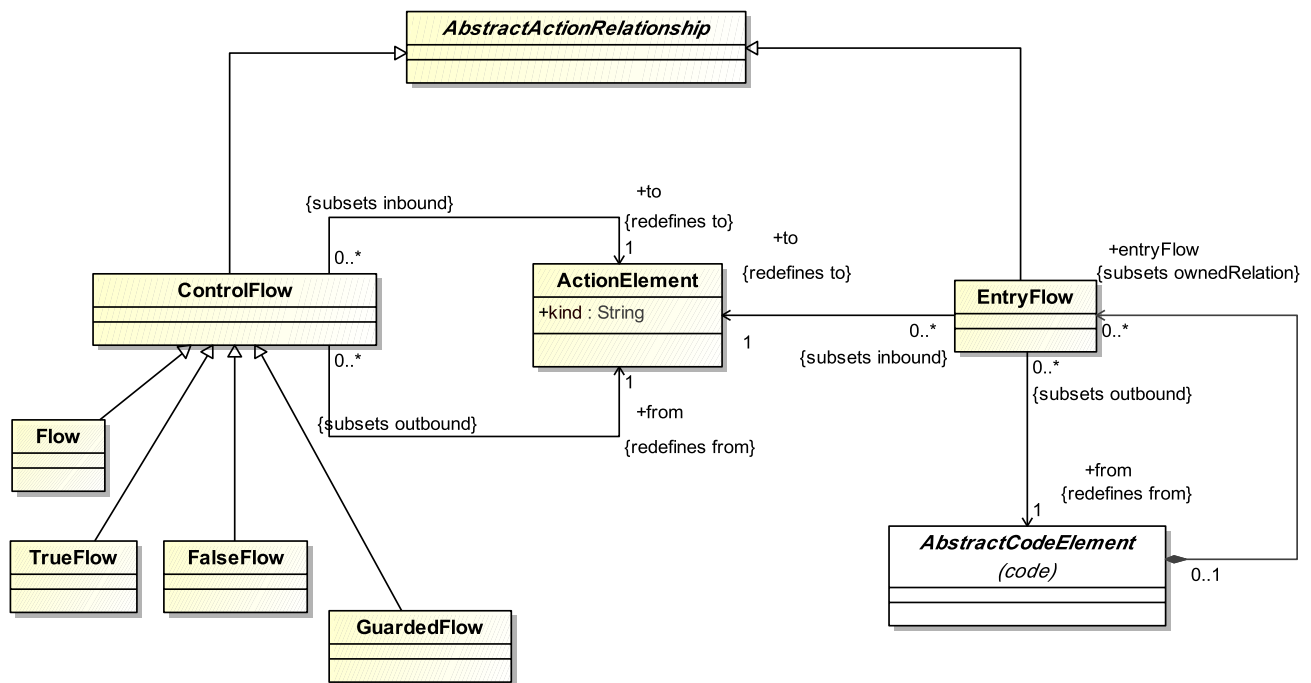 AbstractActionRelationship
+to
{subsets inbound}
{redefines to}
1
0..*
+to
{redefines to}
+entryFlow
{subsets ownedRelation}
ControlFlow
ActionElement
+kind : String
EntryFlow
0..*
0..*
1
{subsets inbound}
0..*
0..*
1
{subsets outbound}
+from
{subsets outbound}
{redefines from}
Flow
+from
{redefines from}
1
AbstractCodeElement
(code)
0..1
TrueFlow
FalseFlow
GuardedFlow